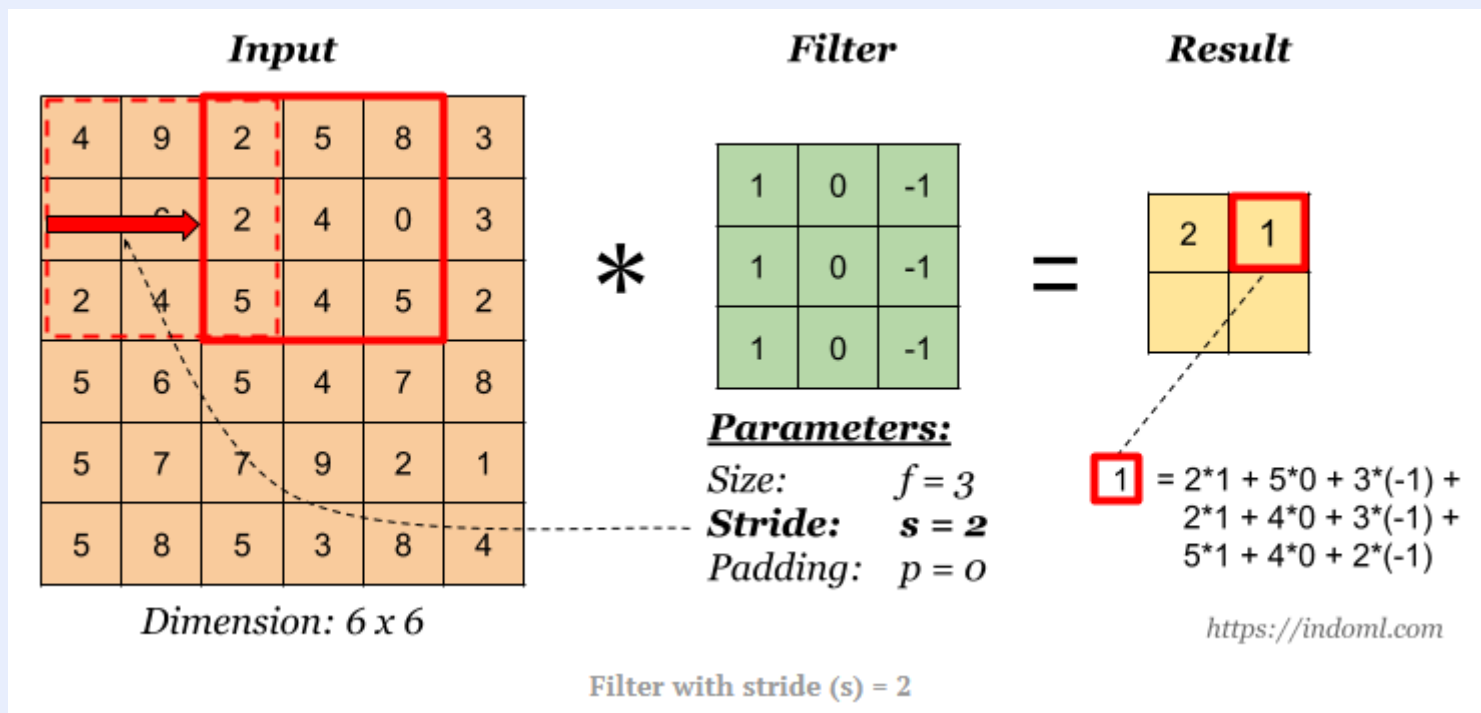 Input Filter Result
4 9 2 5 8 3
2 4 0 3
2 4 5 4 5 2
5 6 5 4 7 8
5 7 7 9 2 1
5 8 5 3 8 4
Dimension: 6 x 6
*
1 0 -1
1 0 -1
1 0 -1
Parameters:
Size: f = 3
Stride: s = 2
Padding: p = 0
=
2 1
1 = 2*1 + 5*0 + 3*(-1) +
2*1 + 4*0 + 3*(-1) +
5*1 + 4*0 + 2*(-1)
https://indoml.com
Filter with stride (s) = 2